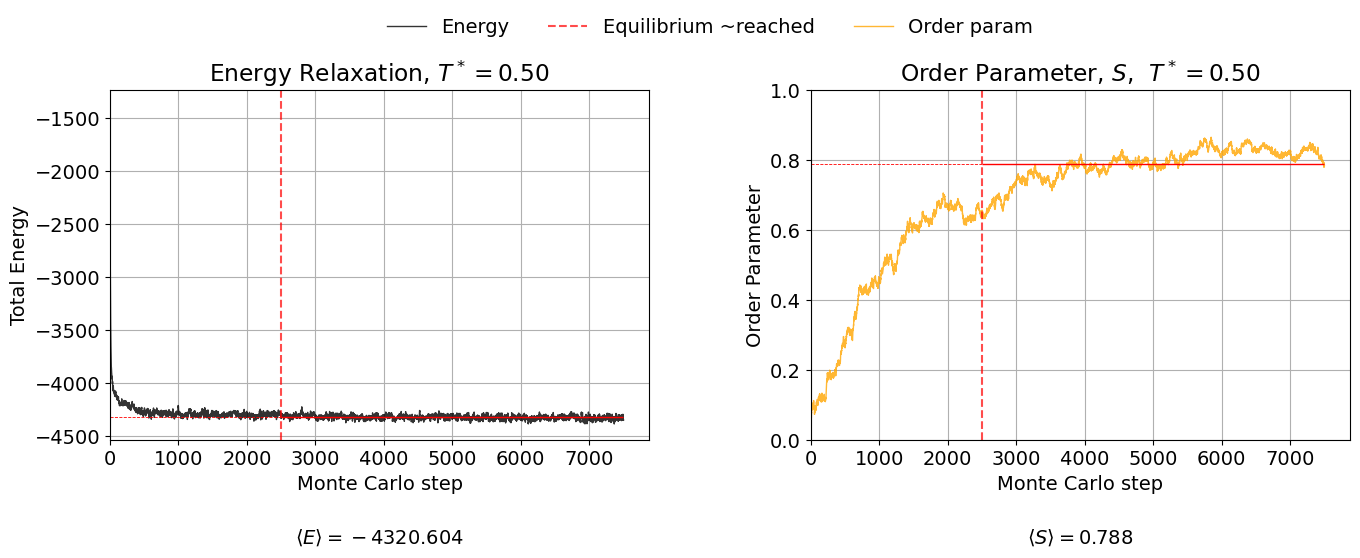 Energy
Equilibrium ~reached
Order param
Energy Relaxation, T* = 0.50
Total Energy
−1500
−2000
−2500
−3000
−3500
−4000
−4500
0 1000 2000 3000 4000 5000 6000 7000
Monte Carlo step
⟨E⟩ = −4320.604
Order Parameter, S, T* = 0.50
Order Parameter
1.0
0.8
0.6
0.4
0.2
0.0
0 1000 2000 3000 4000 5000 6000 7000
Monte Carlo step
⟨S⟩ = 0.788